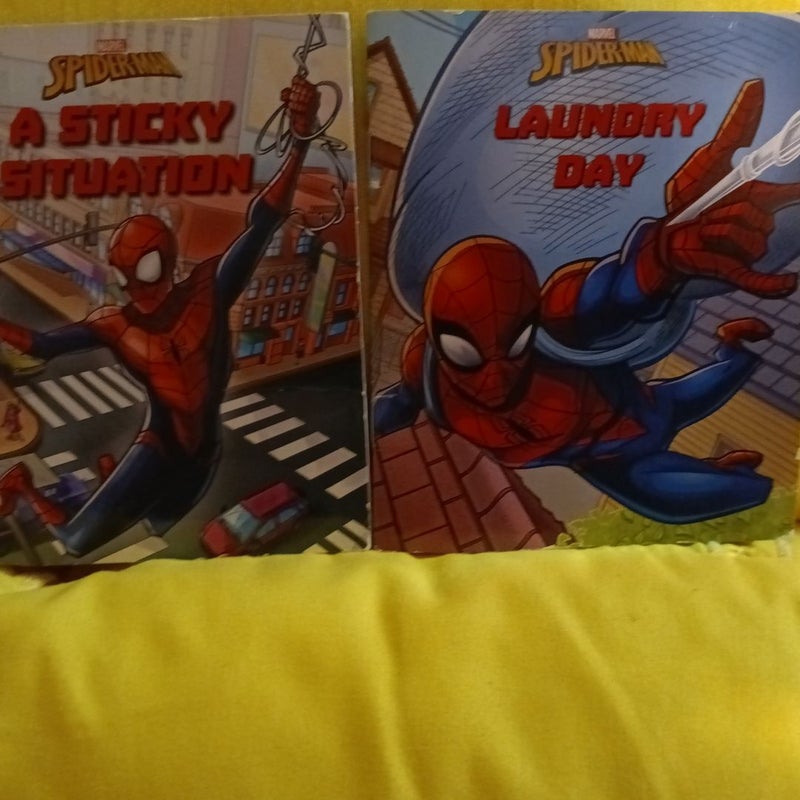 MARVEL
SPIDER-MAN
A STICKY
SITUATION
MARVEL
SPIDER-MAN
LAUNDRY
DAY